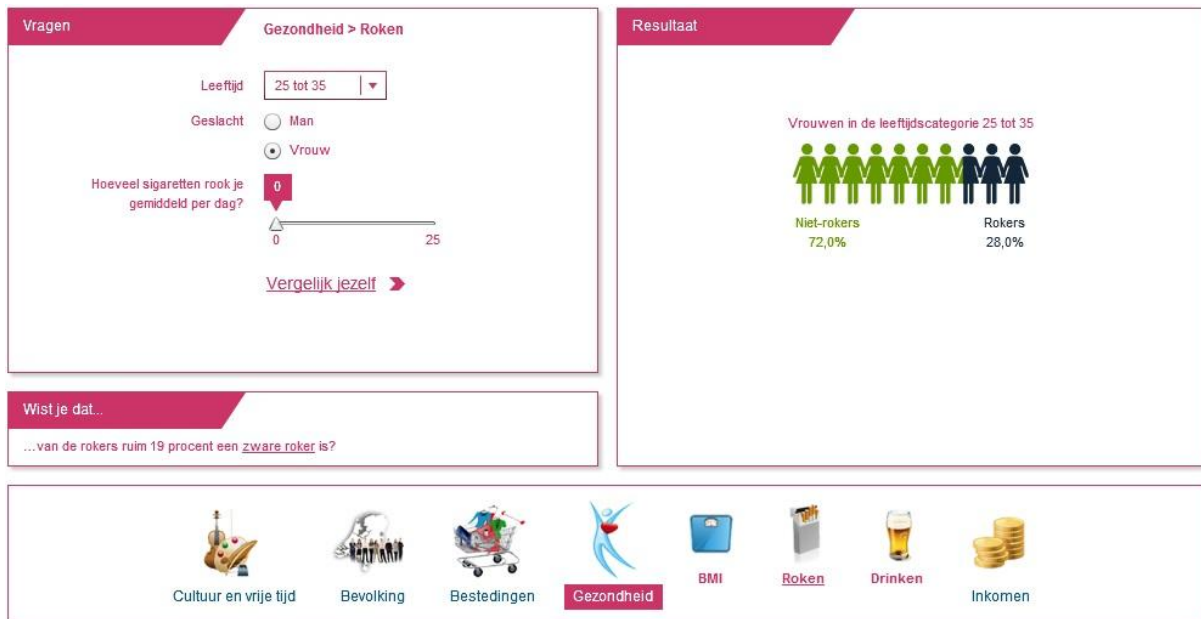 Vragen
Gezondheid > Roken
Leeftijd
25 tot 35
Geslacht
Man
Vrouw
Hoeveel sigaretten rook je
gemiddeld per dag?
0
0
25
Vergelijk jezelf
Wist je dat...
...van de rokers ruim 19 procent een zware roker is?
Resultaat
Vrouwen in de leeftijdscategorie 25 tot 35
Niet-rokers
72,0%
Rokers
28,0%
Cultuur en vrije tijd
Bevolking
Bestedingen
Gezondheid
BMI
Roken
Drinken
Inkomen